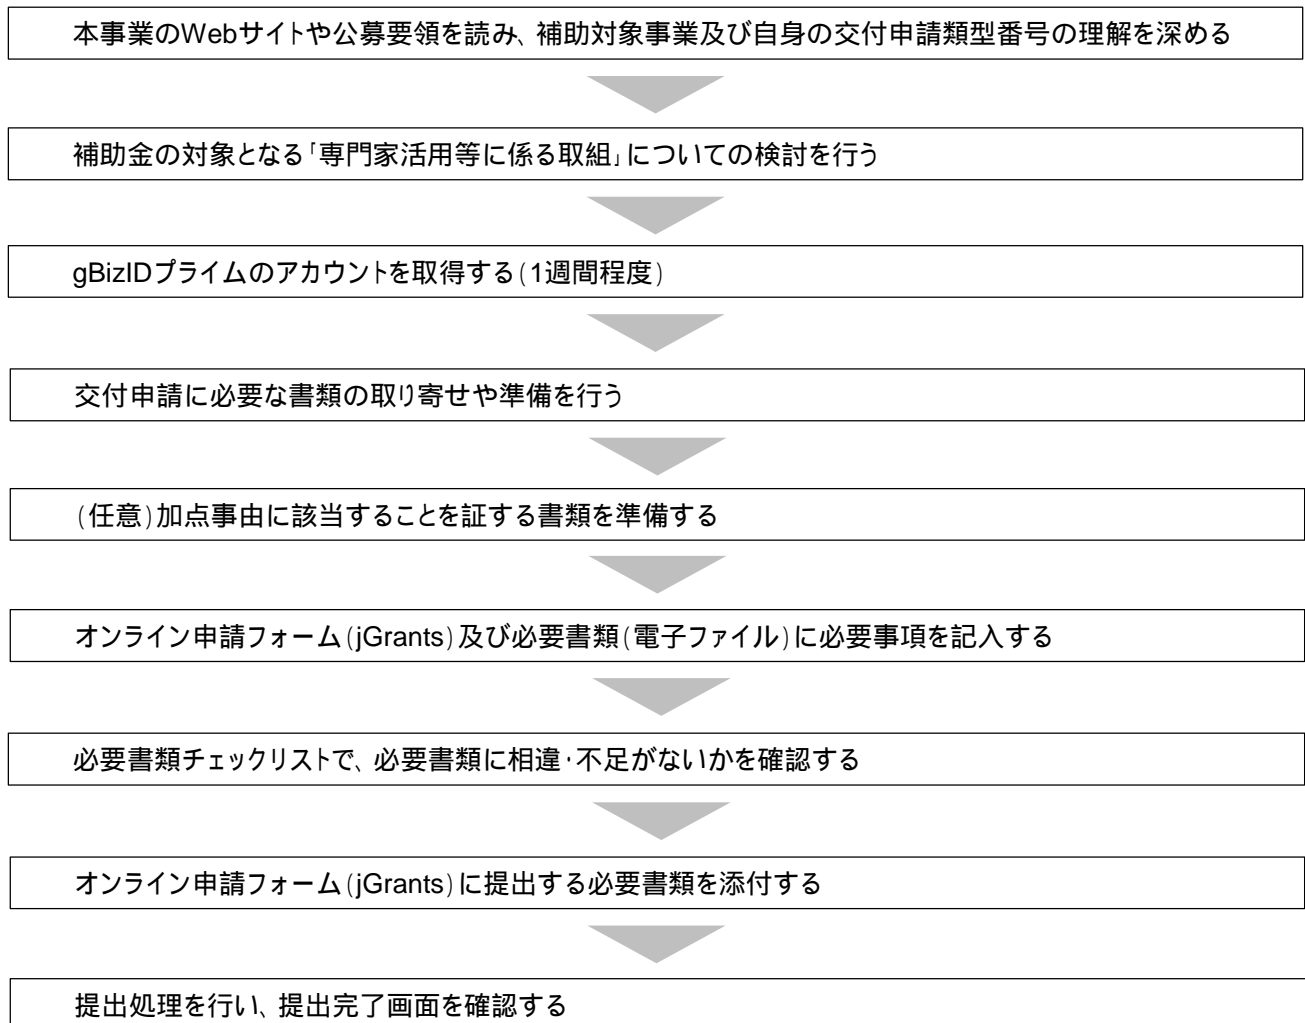 本事業のWebサイトや公募要領を読み、補助対象事業及び自身の交付申請類型番号の理解を深める
補助金の対象となる「専門家活用等に係る取組」についての検討を行う
gBizIDプライムのアカウントを取得する(1週間程度)
交付申請に必要な書類の取り寄せや準備を行う
(任意)加点事由に該当することを証する書類を準備する
オンライン申請フォーム(jGrants)及び必要書類(電子ファイル)に必要事項を記入する
必要書類チェックリストで、必要書類に相違・不足がないかを確認する
オンライン申請フォーム(jGrants)に提出する必要書類を添付する
提出処理を行い、提出完了画面を確認する